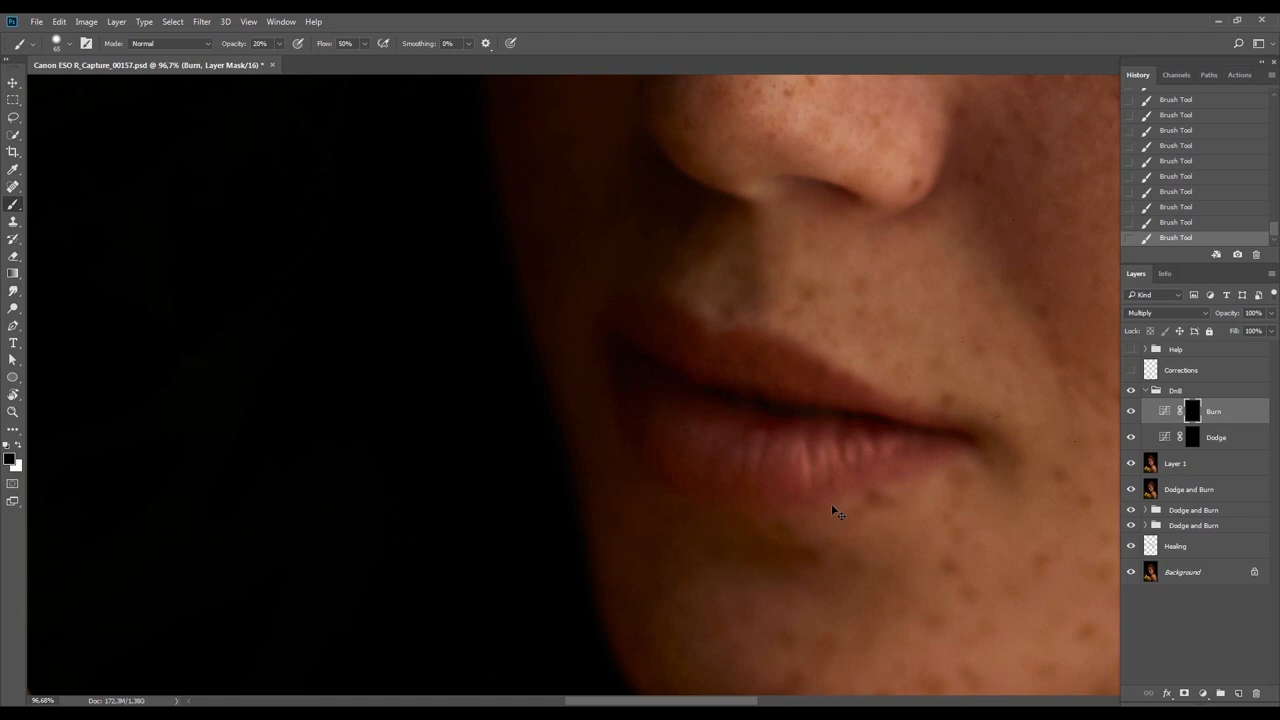 Ps File Edit Image Layer Type Select Filter 3D View Window Help
65 Mode: Normal Opacity: 20% Flow: 50% Smoothing: 0%
Canon ESO R_Capture_00157.psd @ 96,7% (Burn, Layer Mask/16) * ×
History Channels Paths Actions
Brush Tool
Brush Tool
Brush Tool
Brush Tool
Brush Tool
Brush Tool
Brush Tool
Brush Tool
Brush Tool
Brush Tool
Layers Info
Kind
Multiply Opacity: 100%
Lock: Fill: 100%
Help
Corrections
DnB
Burn
Dodge
Layer 1
Dodge and Burn
Dodge and Burn
Dodge and Burn
Healing
Background
96,68% Doc: 172,3M/1,38G